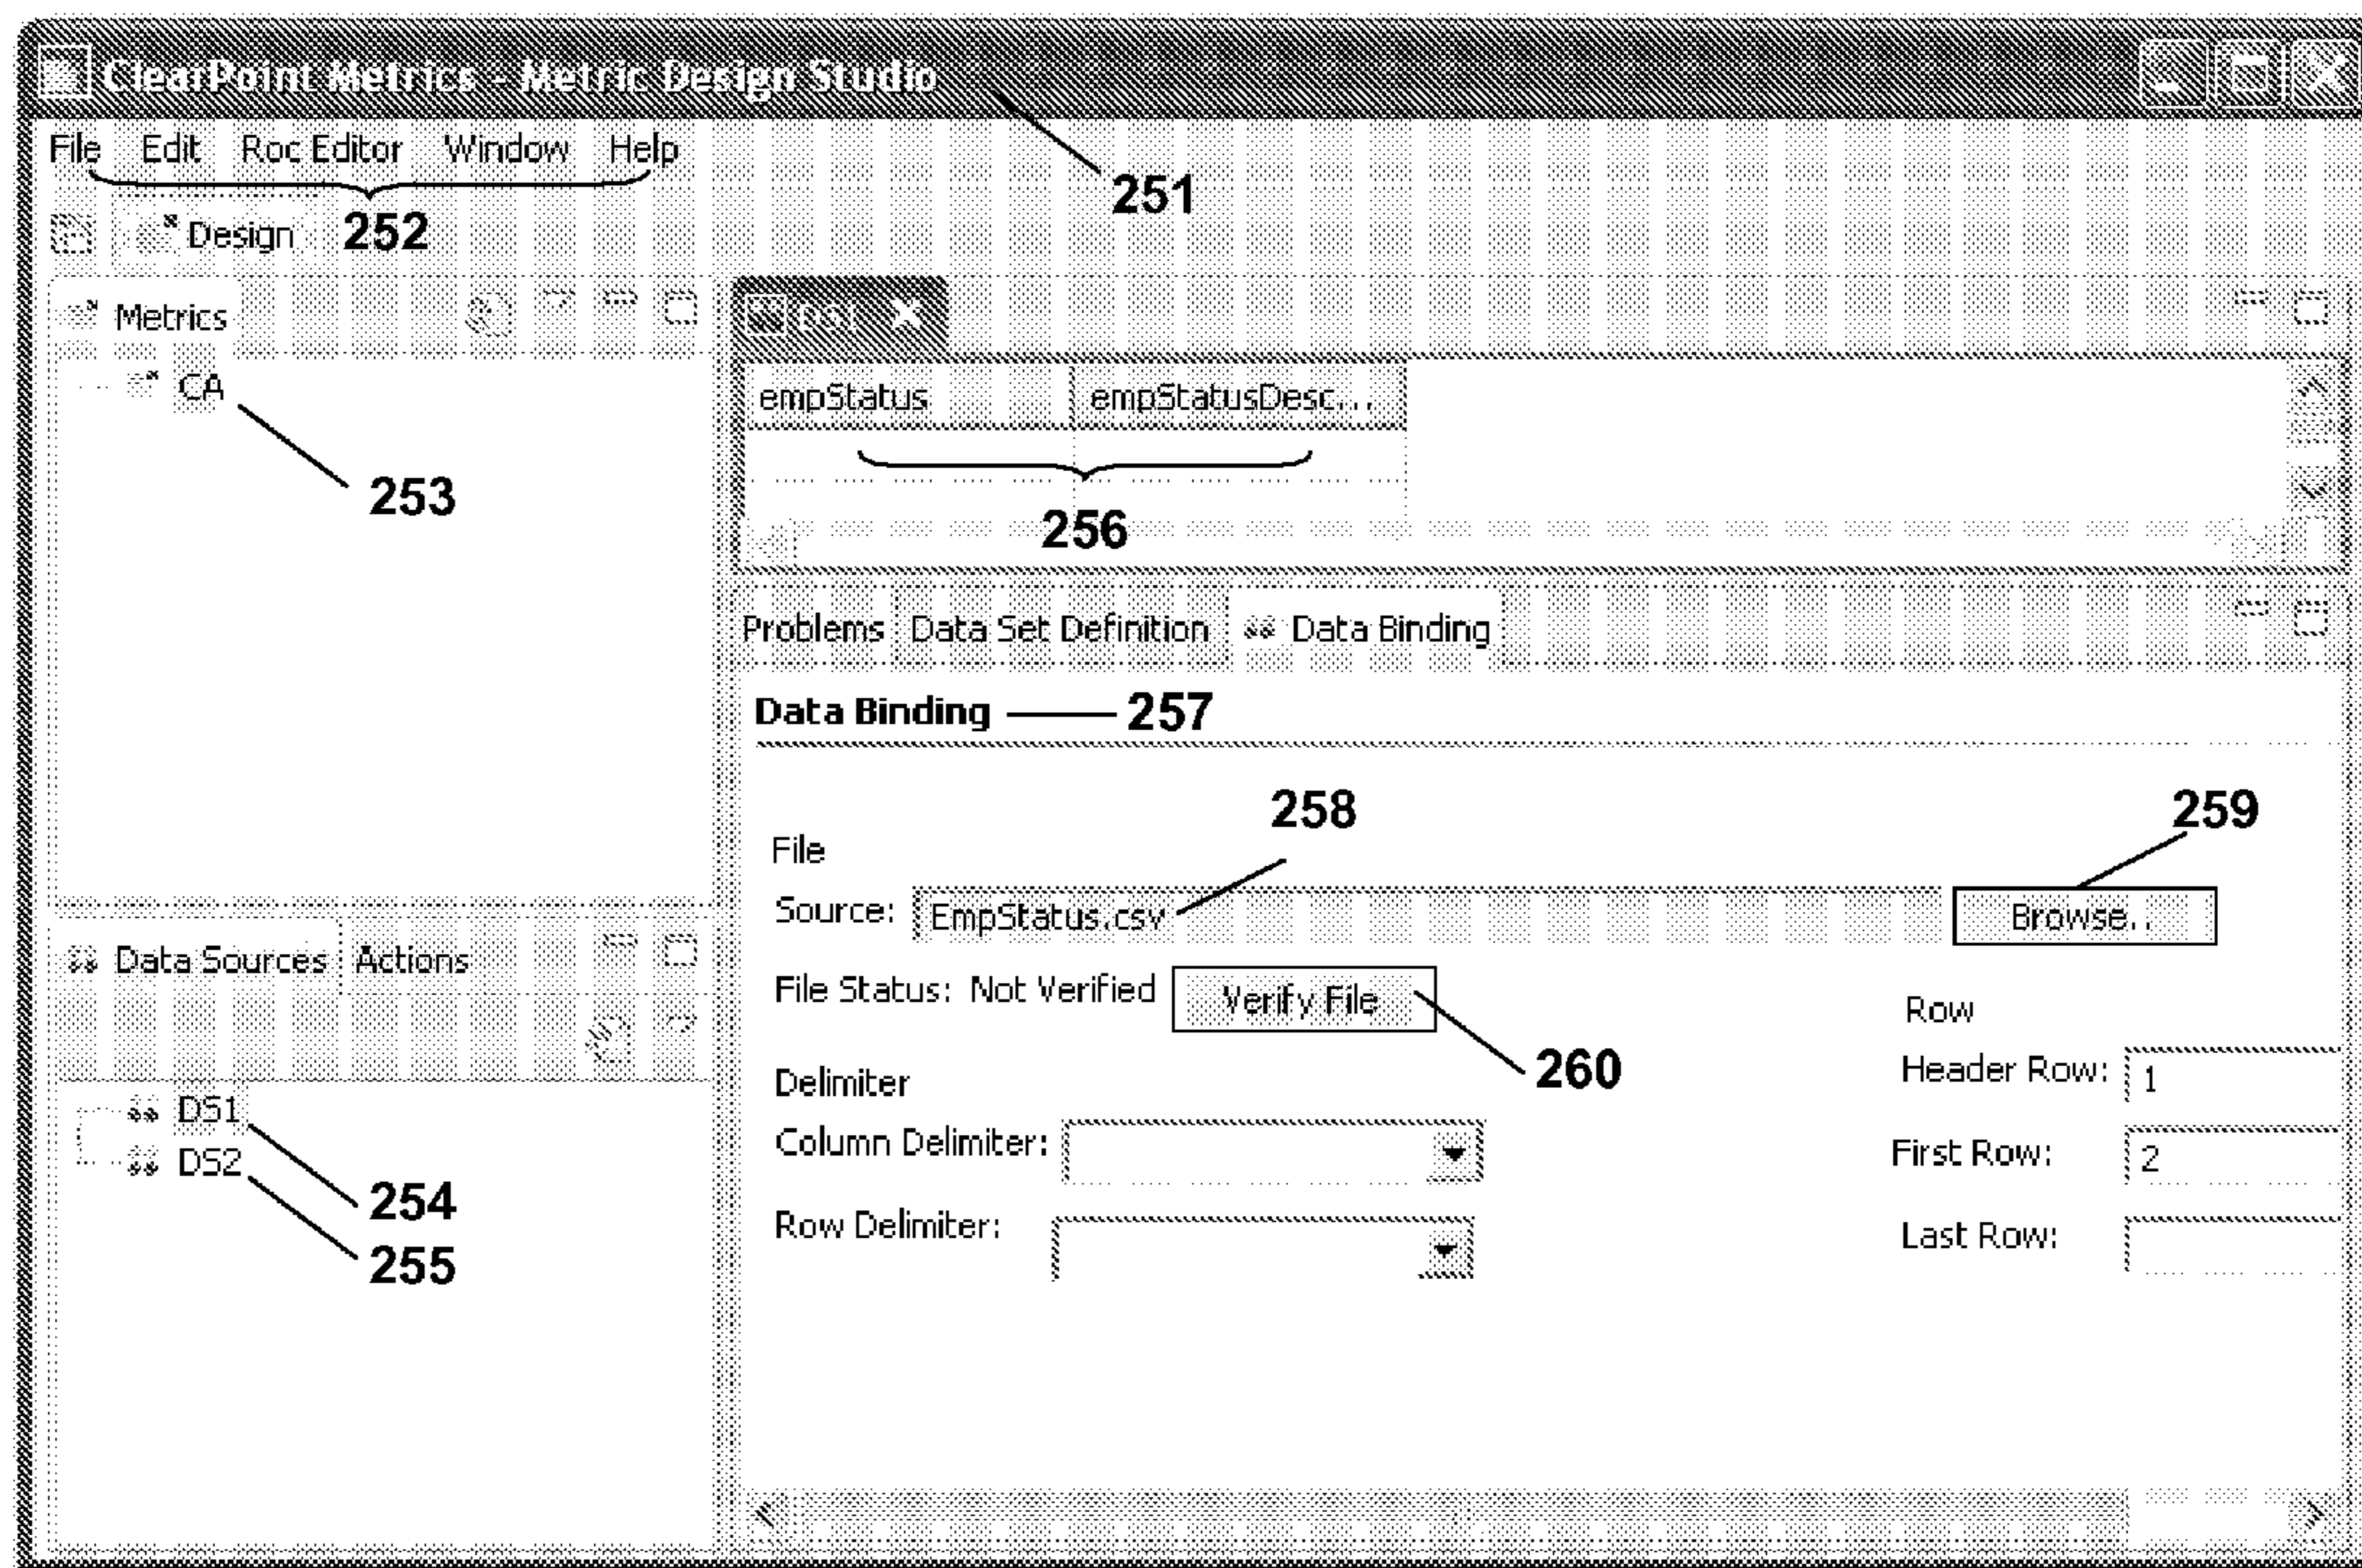 ClearPoint Metrics - Metric Design Studio
File Edit Roc Editor Window Help
251
Design 252
Metrics
DS1
CA
empStatus empStatusDesc...
253
256
Problems Data Set Definition Data Binding
Data Binding 257
258 259
File
Source: EmpStatus.csv Browse..
Data Sources Actions
File Status: Not Verified Verify File
260
Row
Delimiter
Header Row: 1
DS1
Column Delimiter:
First Row: 2
DS2
254
Row Delimiter:
Last Row:
255